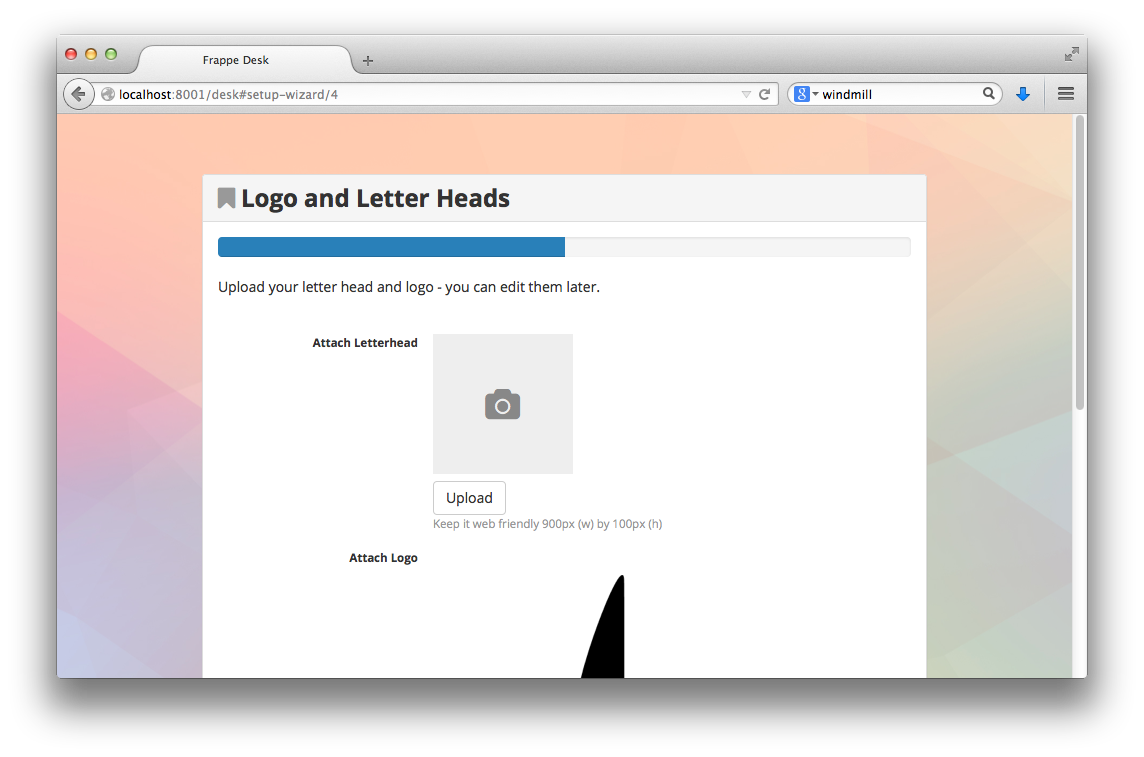 Frappe Desk
localhost:8001/desk#setup-wizard/4
8 windmill
Logo and Letter Heads
Upload your letter head and logo - you can edit them later.
Attach Letterhead
Upload
Keep it web friendly 900px (w) by 100px (h)
Attach Logo